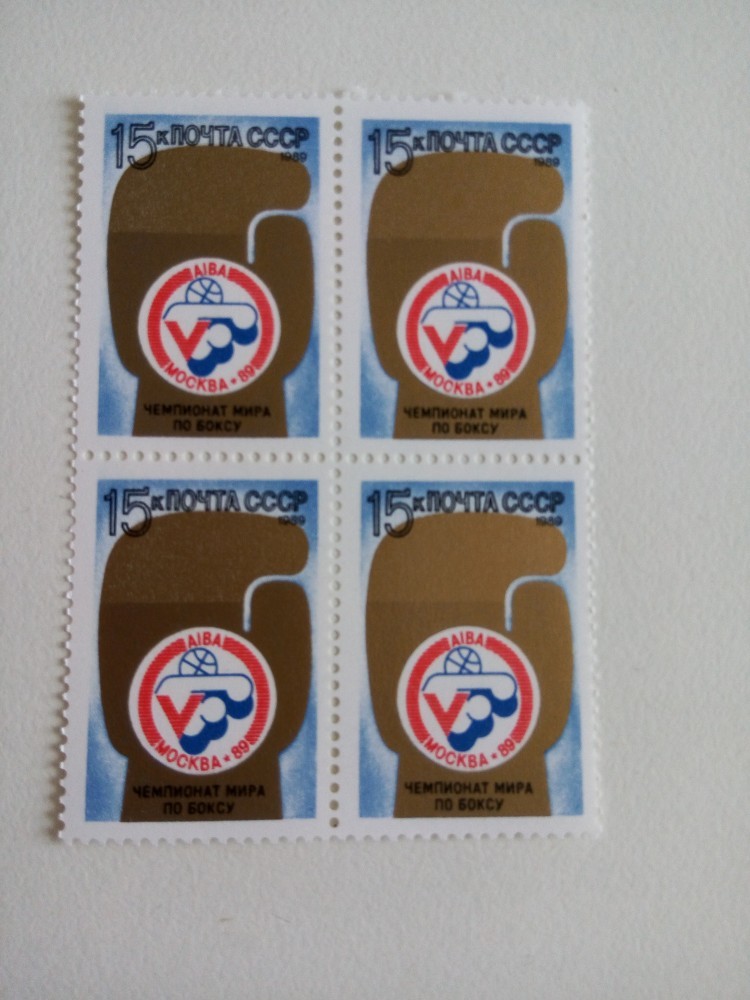 15к ПОЧТА СССР
1989
AIBA
V
МОСКВА * 89
ЧЕМПИОНАТ МИРА
ПО БОКСУ
15к ПОЧТА СССР
1989
AIBA
V
МОСКВА * 89
ЧЕМПИОНАТ МИРА
ПО БОКСУ
15к ПОЧТА СССР
1989
AIBA
V
МОСКВА * 89
ЧЕМПИОНАТ МИРА
ПО БОКСУ
15к ПОЧТА СССР
1989
AIBA
V
МОСКВА * 89
ЧЕМПИОНАТ МИРА
ПО БОКСУ